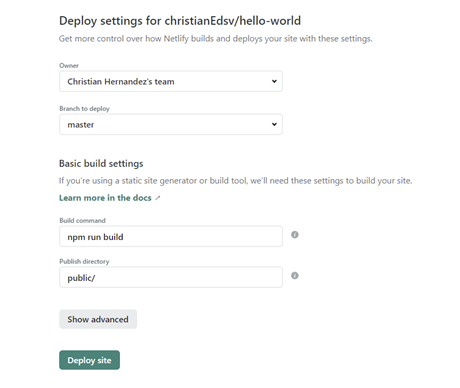 Deploy settings for christianEdsv/hello-world
Get more control over how Netlify builds and deploys your site with these settings.
Owner
Christian Hernandez's team
Branch to deploy
master
Basic build settings
If you're using a static site generator or build tool, we'll need these settings to build your site.
Learn more in the docs ↗
Build command
npm run build
i
Publish directory
public/
i
Show advanced
Deploy site